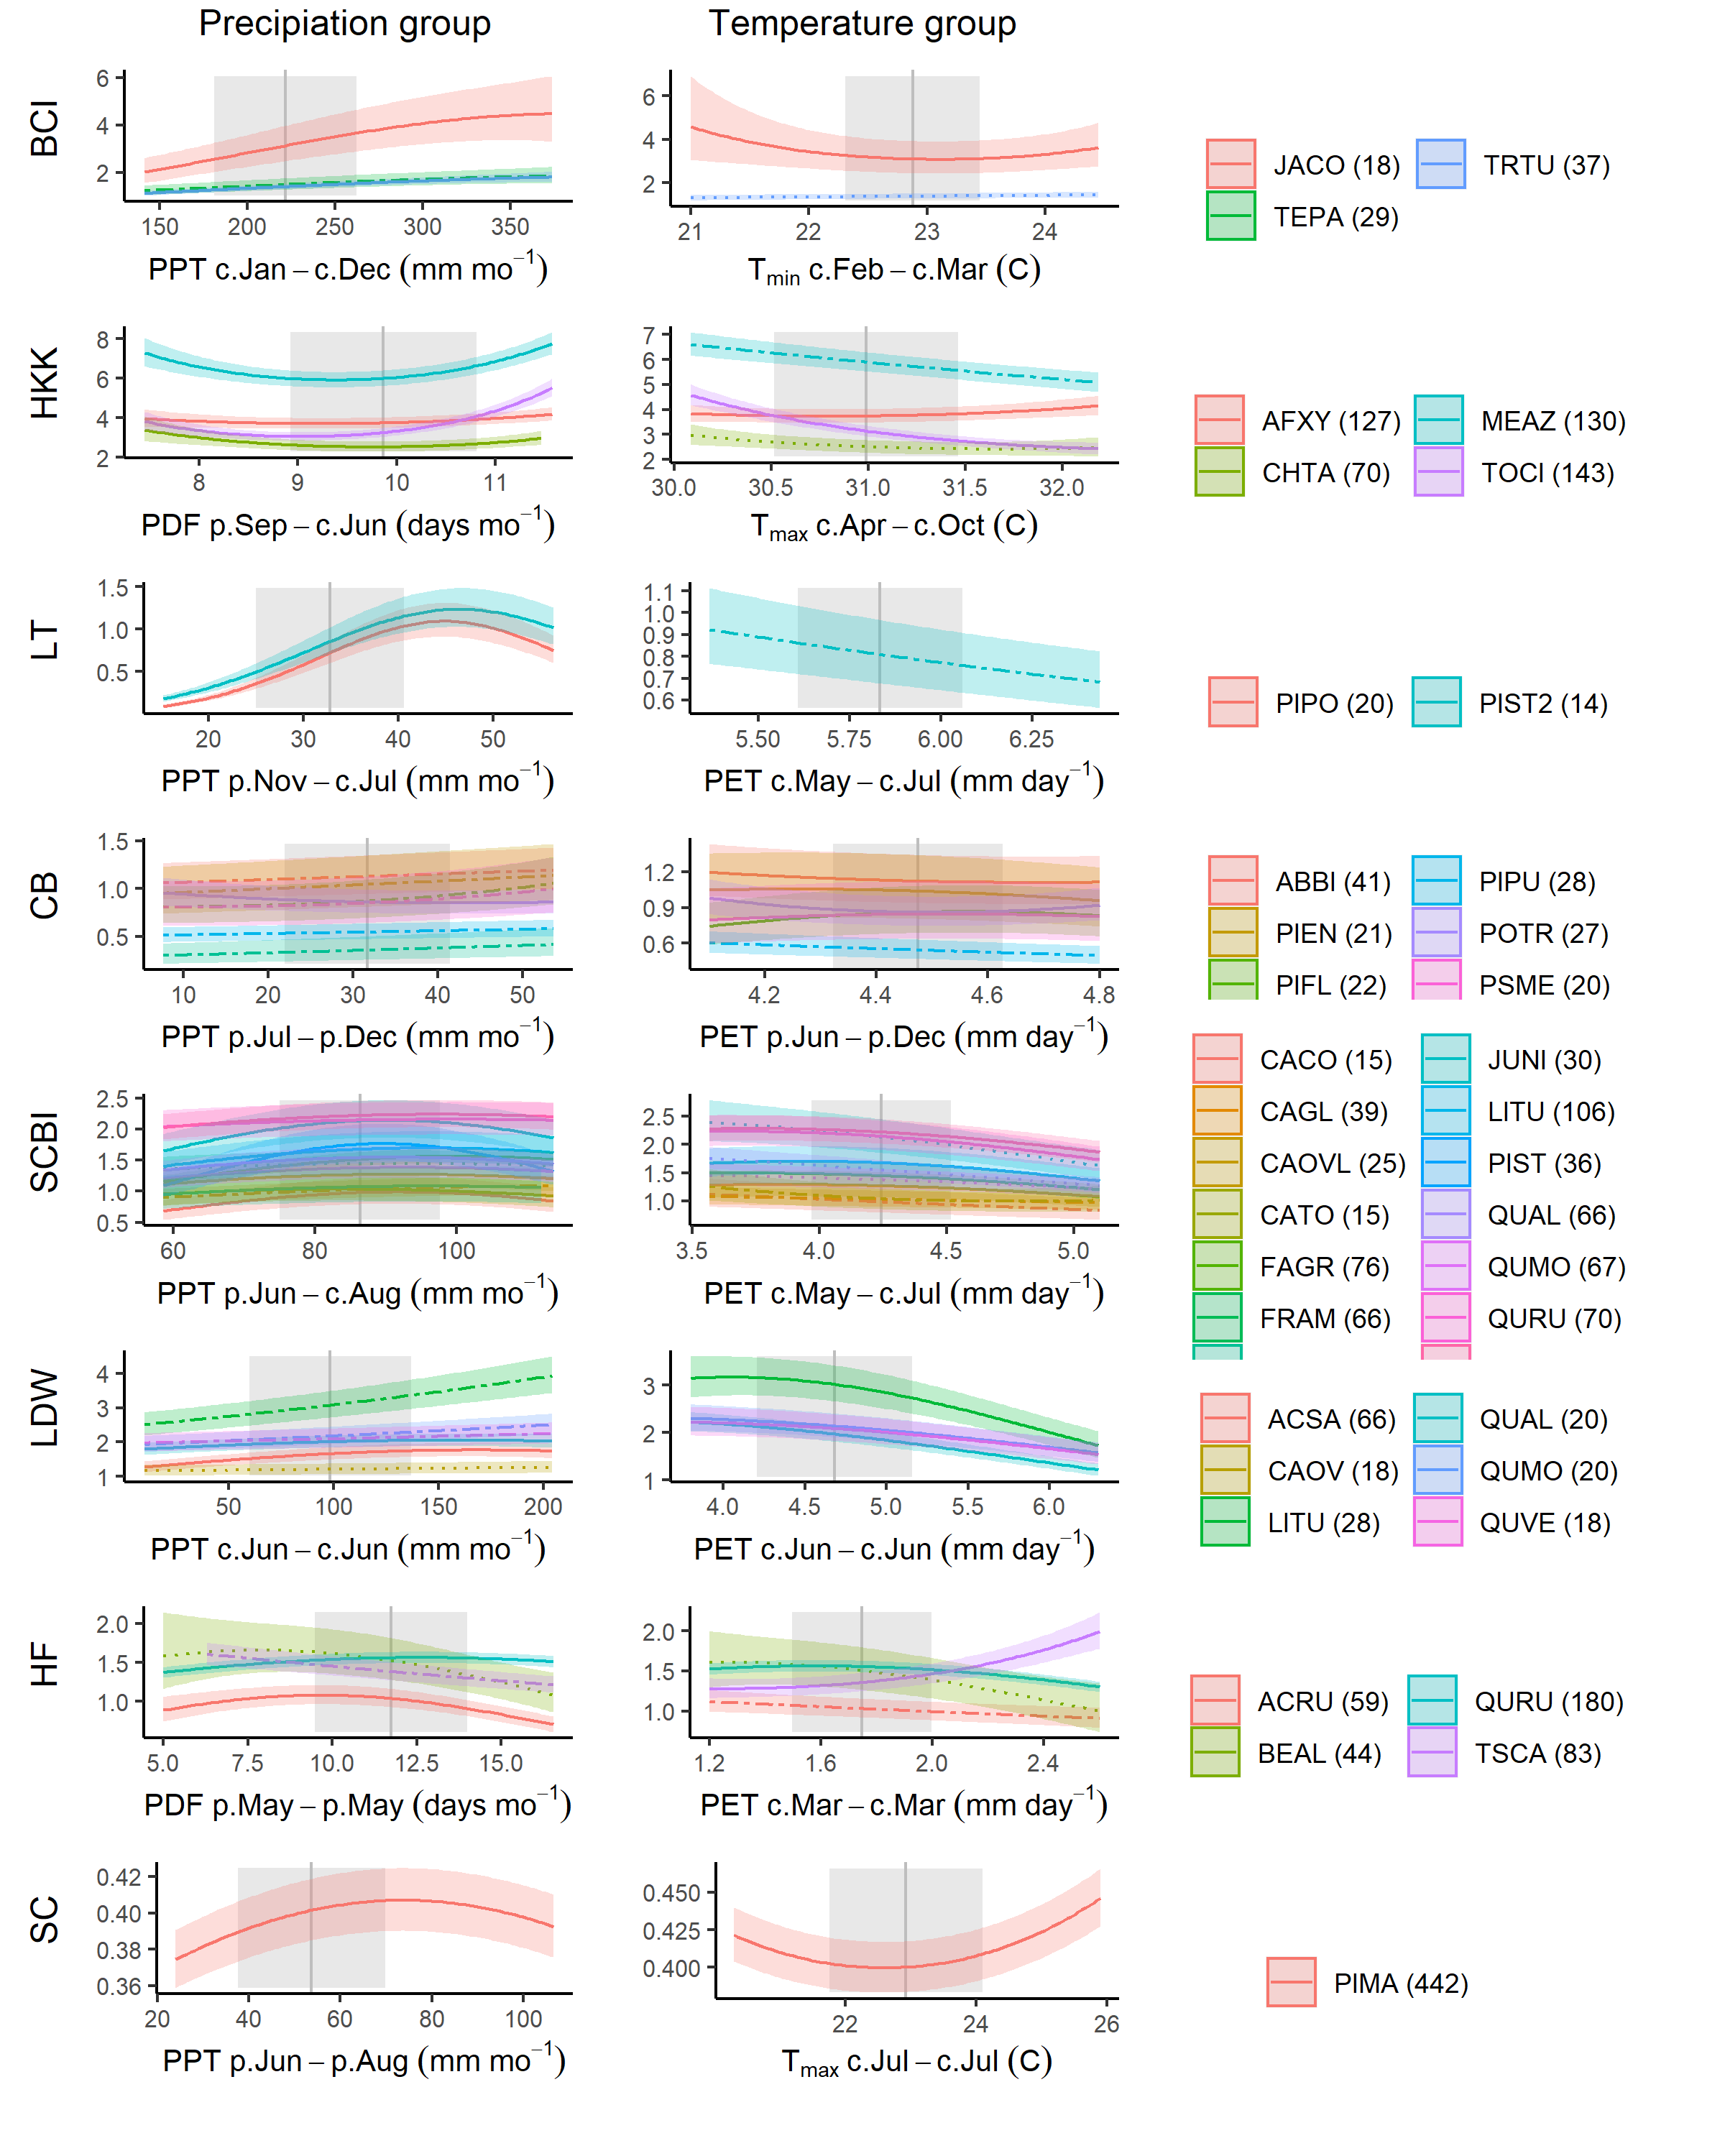 Precipiation group
Temperature group
BCI
6
4
2
150 200 250 300 350
PPT c.Jan – c.Dec (mm mo⁻¹)
6
4
2
21 22 23 24
Tmin c.Feb – c.Mar (C)
JACO (18) TRTU (37)
TEPA (29)
HKK
8
6
4
2
8 9 10 11
PDF p.Sep – c.Jun (days mo⁻¹)
7
6
5
4
3
2
30.0 30.5 31.0 31.5 32.0
Tmax c.Apr – c.Oct (C)
AFXY (127) MEAZ (130)
CHTA (70) TOCI (143)
LT
1.5
1.0
0.5
20 30 40 50
PPT p.Nov – c.Jul (mm mo⁻¹)
1.1
1.0
0.9
0.8
0.7
0.6
5.50 5.75 6.00 6.25
PET c.May – c.Jul (mm day⁻¹)
PIPO (20) PIST2 (14)
CB
1.5
1.0
0.5
10 20 30 40 50
PPT p.Jul – p.Dec (mm mo⁻¹)
1.2
0.9
0.6
4.2 4.4 4.6 4.8
PET p.Jun – p.Dec (mm day⁻¹)
ABBI (41) PIPU (28)
PIEN (21) POTR (27)
PIFL (22) PSME (20)
SCBI
2.5
2.0
1.5
1.0
0.5
60 80 100
PPT p.Jun – c.Aug (mm mo⁻¹)
2.5
2.0
1.5
1.0
3.5 4.0 4.5 5.0
PET c.May – c.Jul (mm day⁻¹)
CACO (15) JUNI (30)
CAGL (39) LITU (106)
CAOVL (25) PIST (36)
CATO (15) QUAL (66)
FAGR (76) QUMO (67)
FRAM (66) QURU (70)
LDW
4
3
2
1
50 100 150 200
PPT c.Jun – c.Jun (mm mo⁻¹)
3
2
1
4.0 4.5 5.0 5.5 6.0
PET c.Jun – c.Jun (mm day⁻¹)
ACSA (66) QUAL (20)
CAOV (18) QUMO (20)
LITU (28) QUVE (18)
HF
2.0
1.5
1.0
5.0 7.5 10.0 12.5 15.0
PDF p.May – p.May (days mo⁻¹)
2.0
1.5
1.0
1.2 1.6 2.0 2.4
PET c.Mar – c.Mar (mm day⁻¹)
ACRU (59) QURU (180)
BEAL (44) TSCA (83)
SC
0.42
0.40
0.38
0.36
20 40 60 80 100
PPT p.Jun – p.Aug (mm mo⁻¹)
0.450
0.425
0.400
22 24 26
Tmax c.Jul – c.Jul (C)
PIMA (442)